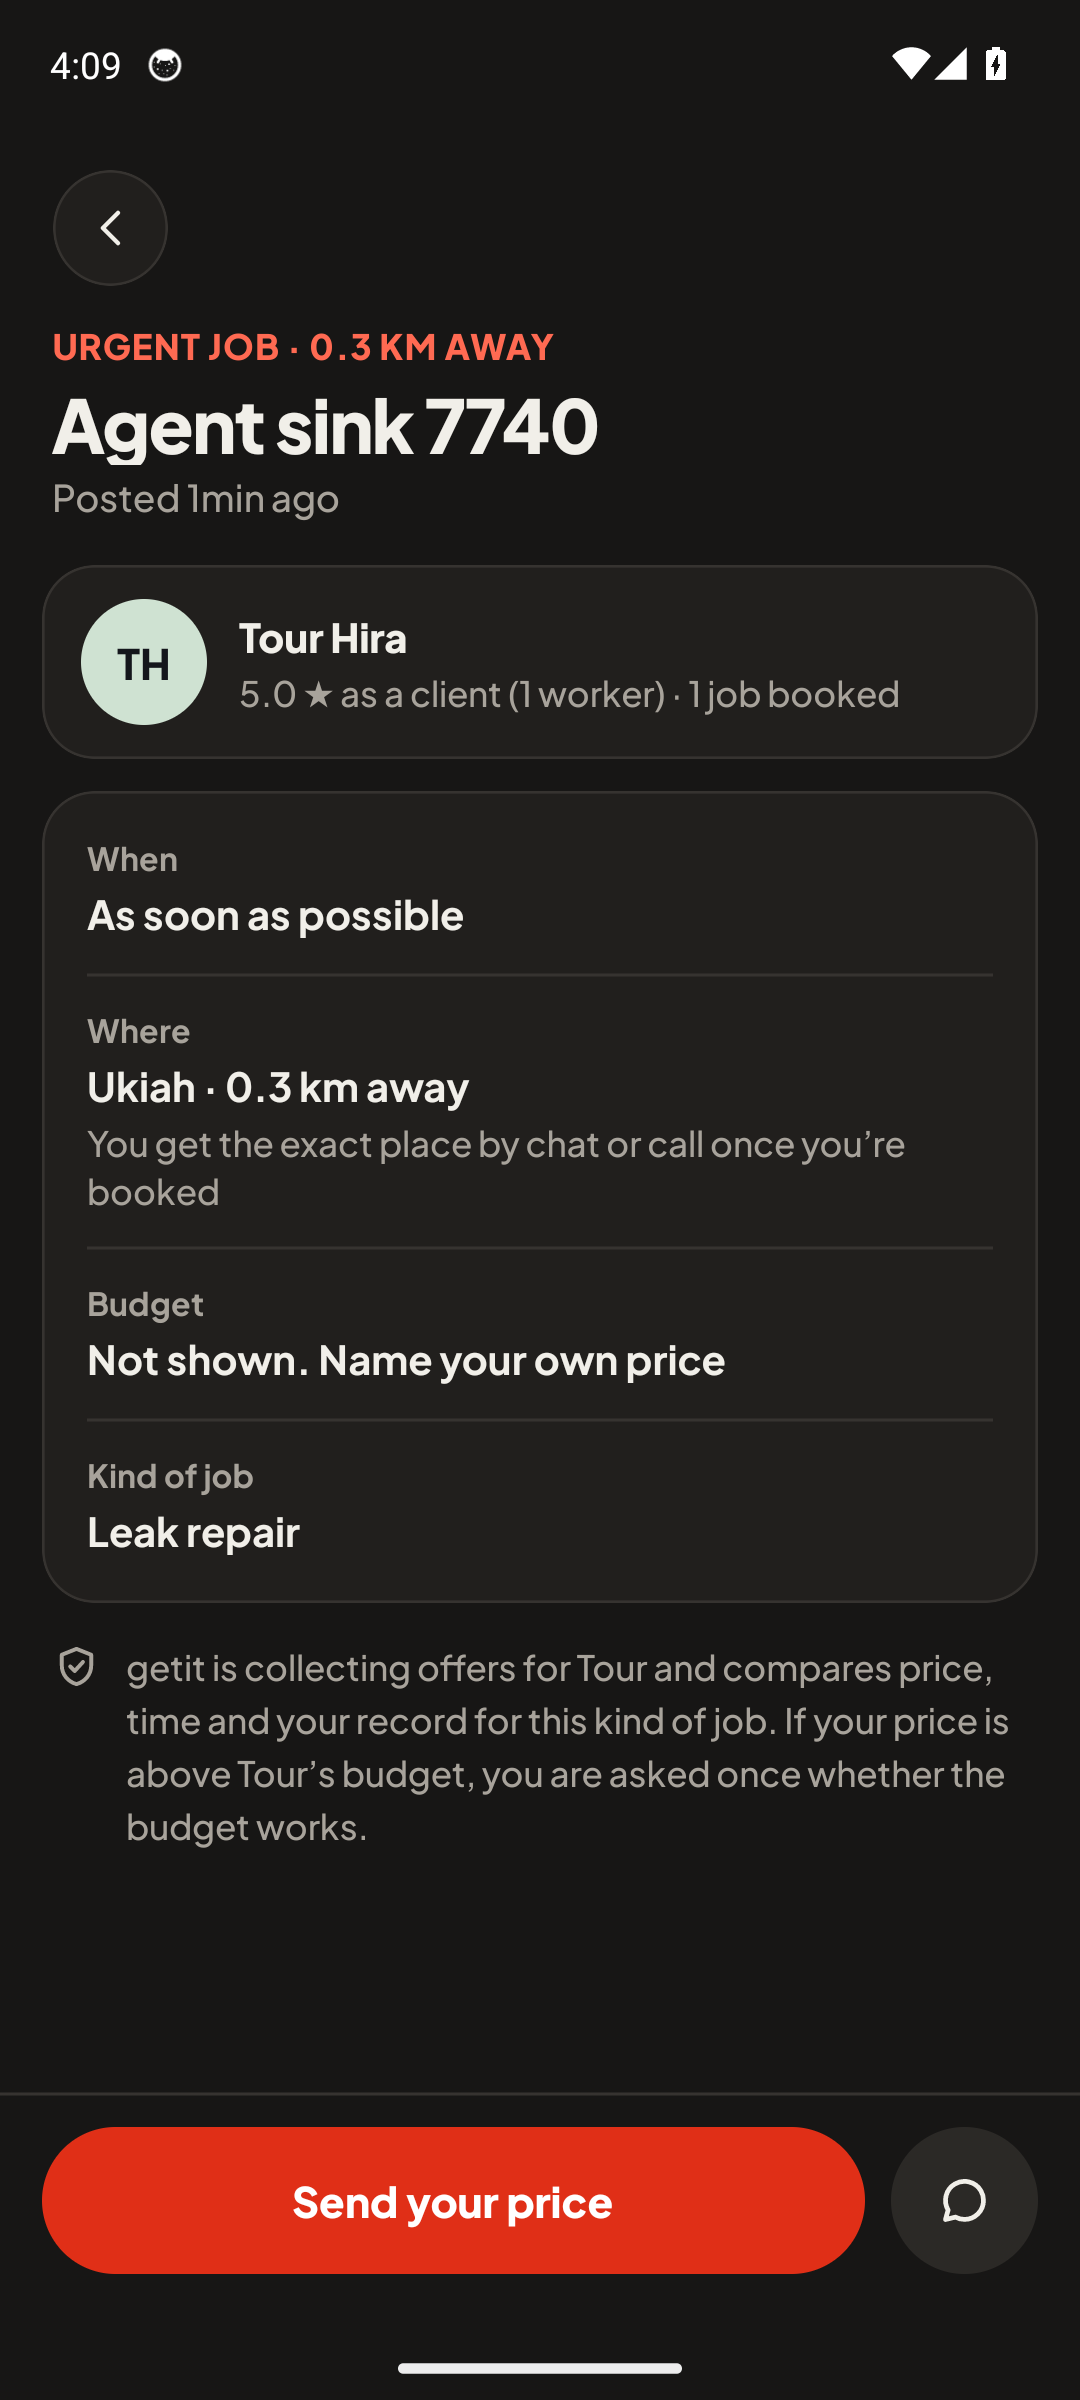 4:09
URGENT JOB · 0.3 KM AWAY
Agent sink 7740
Posted 1min ago
TH
Tour Hira
5.0 ★ as a client (1 worker) · 1 job booked
When
As soon as possible
Where
Ukiah · 0.3 km away
You get the exact place by chat or call once you’re
booked
Budget
Not shown. Name your own price
Kind of job
Leak repair
getit is collecting offers for Tour and compares price,
time and your record for this kind of job. If your price is
above Tour’s budget, you are asked once whether the
budget works.
Send your price